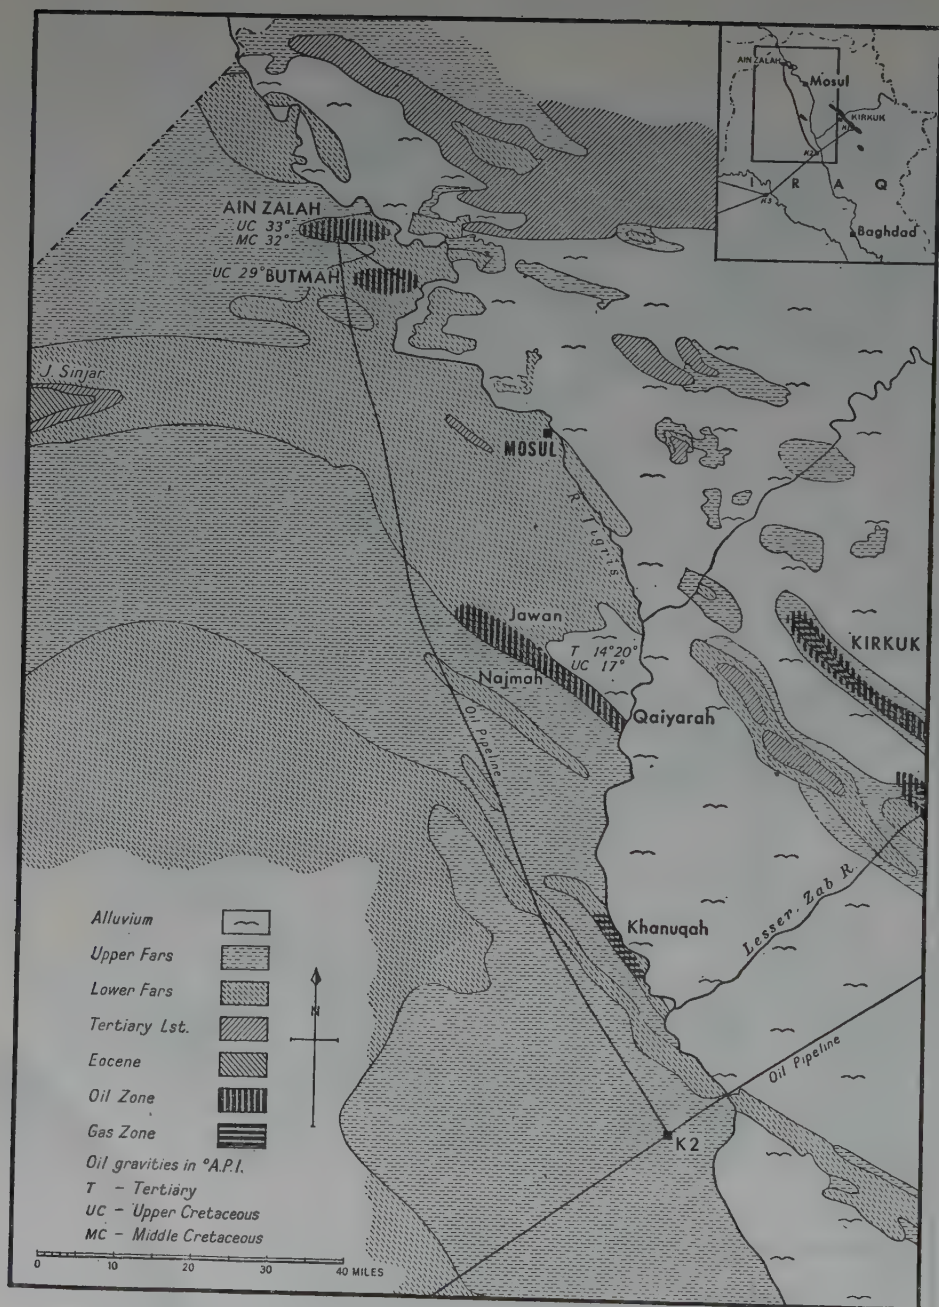 AIN ZALAH
Mosul
KIRKUK
K2
K3
I R A Q
Baghdad
AIN ZALAH
UC 33°
MC 32°
UC 29° BUTMAH
J. Sinjar
MOSUL
R. Tigris
Jawan
T 14°20°
UC 17°
KIRKUK
Najmah
Qaiyarah
Oil Pipeline
Khanuqah
Lesser Zab R.
Oil Pipeline
K2
Alluvium
Upper Fars
Lower Fars
Tertiary Lst.
Eocene
Oil Zone
Gas Zone
N
Oil gravities in °A.P.I.
T – Tertiary
UC – Upper Cretaceous
MC – Middle Cretaceous
0 10 20 30 40 MILES